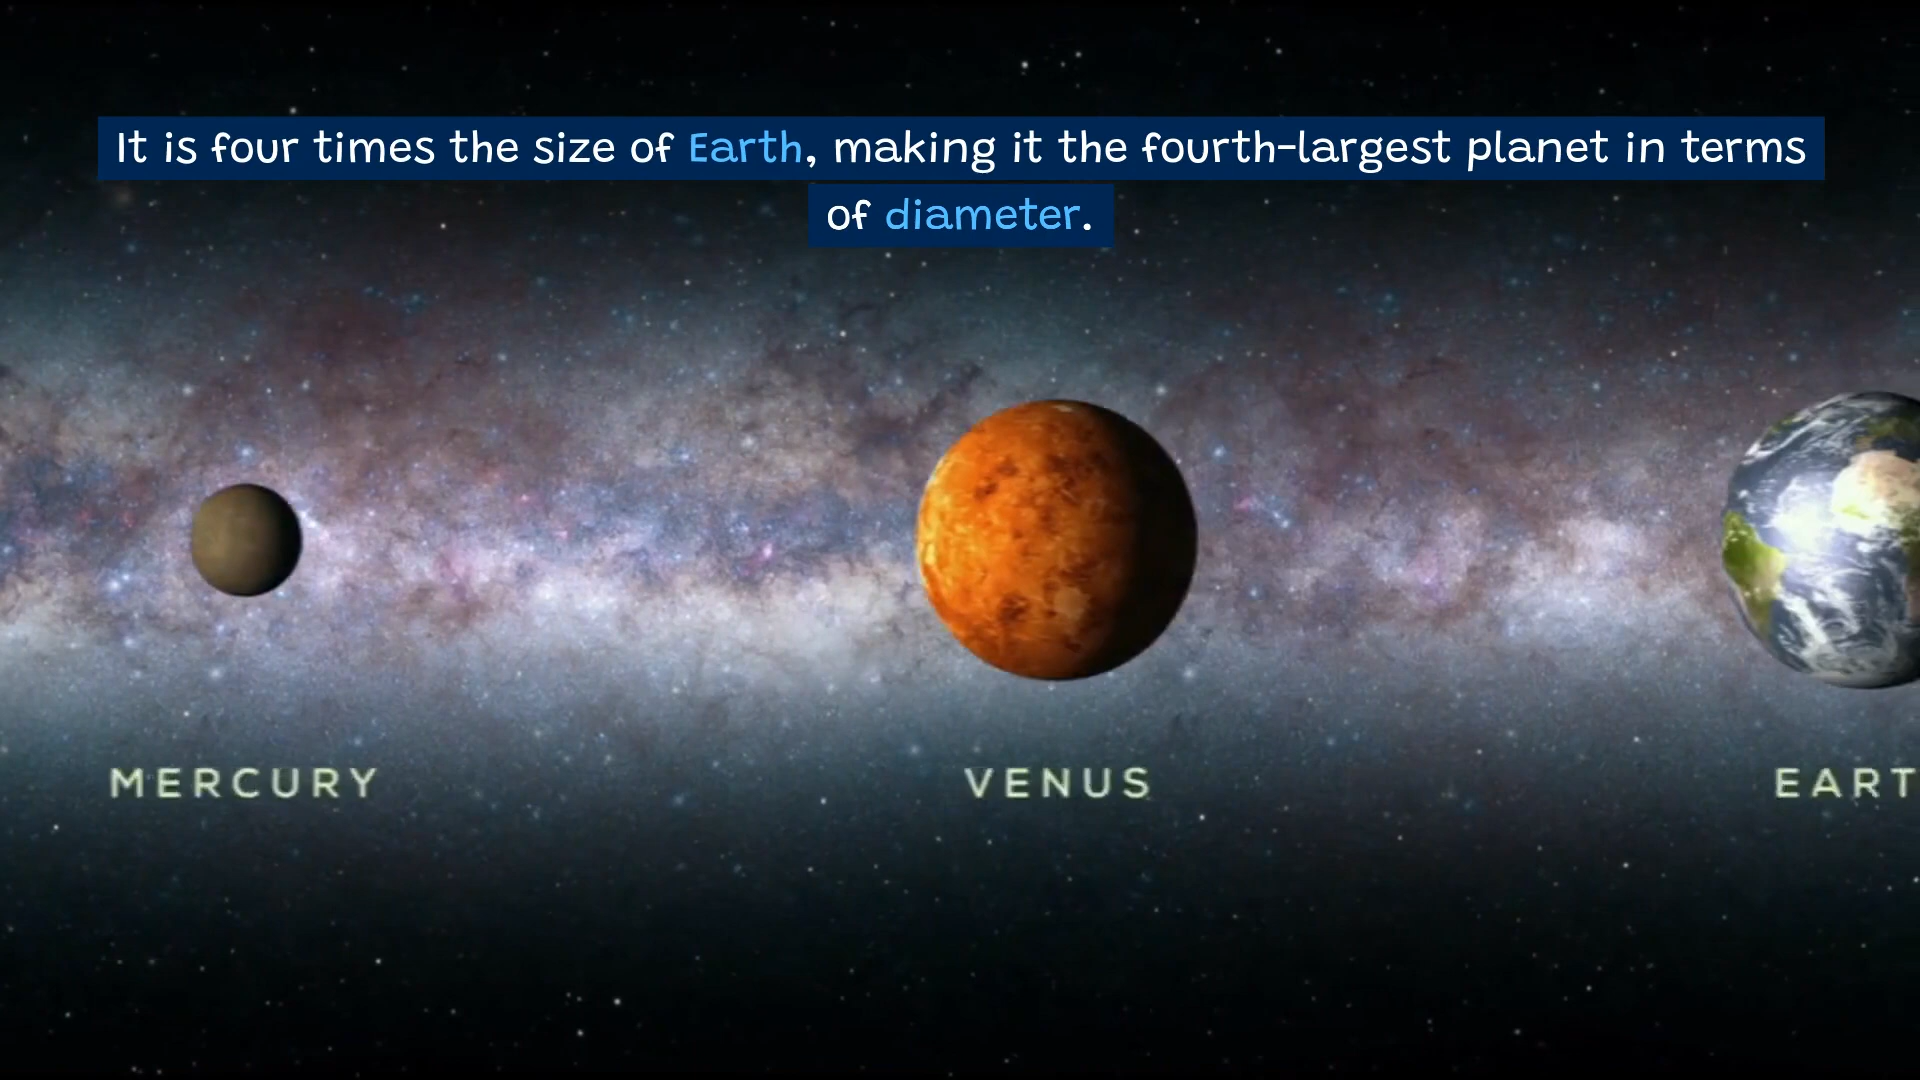 It is four times the size of Earth, making it the fourth-largest planet in terms
of diameter.
MERCURY
VENUS
EART